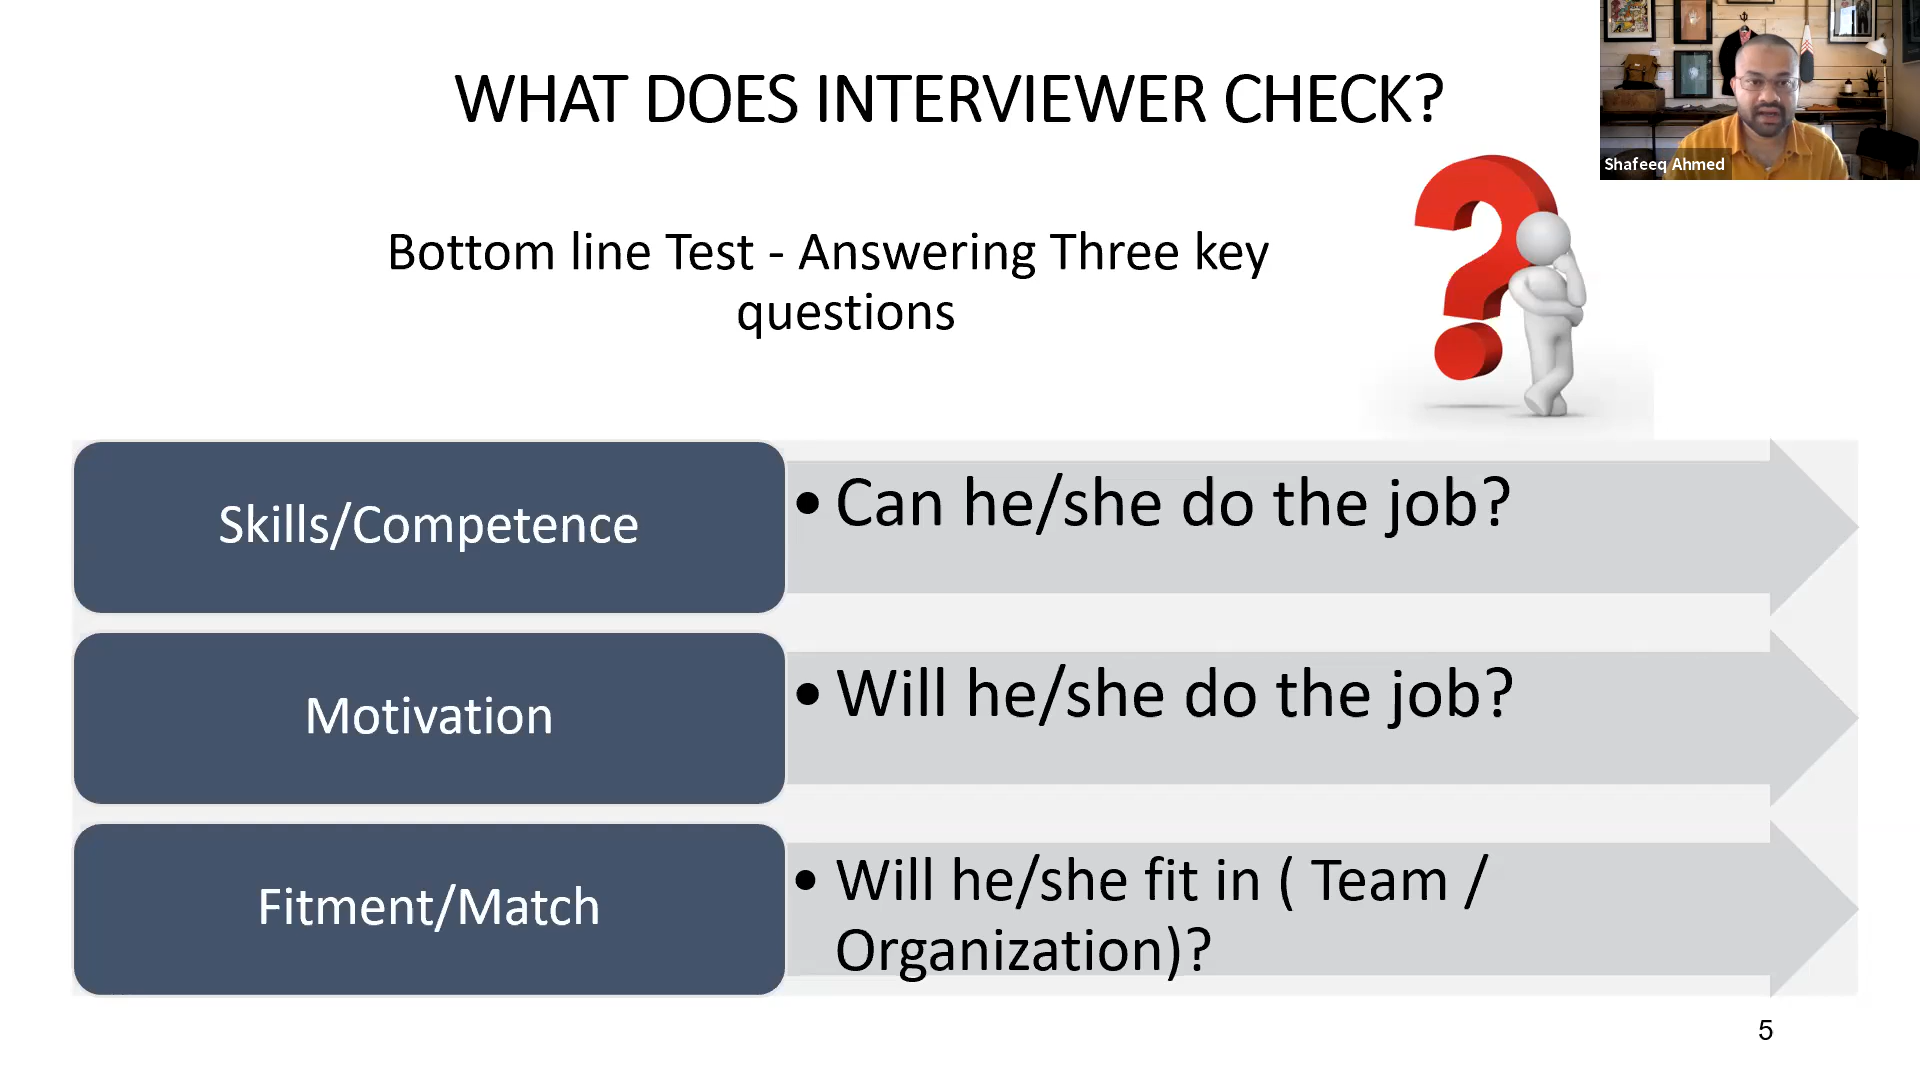 WHAT DOES INTERVIEWER CHECK?
Shafeeq Ahmed
Bottom line Test - Answering Three key
questions
Skills/Competence
• Can he/she do the job?
Motivation
• Will he/she do the job?
Fitment/Match
• Will he/she fit in ( Team /
Organization)?
5